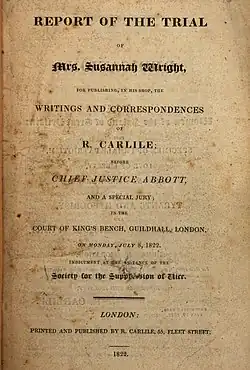 REPORT OF THE TRIAL
OF
Mrs. Susannah Wright,
FOR PUBLISHING, IN HIS SHOP, THE
WRITINGS AND CORRESPONDENCES
OF
R. CARLILE;
BEFORE
CHIEF JUSTICE ABBOTT,
AND A SPECIAL JURY;
IN THE
COURT OF KING'S BENCH, GUILDHALL, LONDON,
ON MONDAY, JULY 8, 1822.
INDICTMENT AT THE INSTANCE OF THE
Society for the Suppression of Vice.
LONDON:
PRINTED AND PUBLISHED BY R. CARLILE, 55, FLEET STREET;
1822.